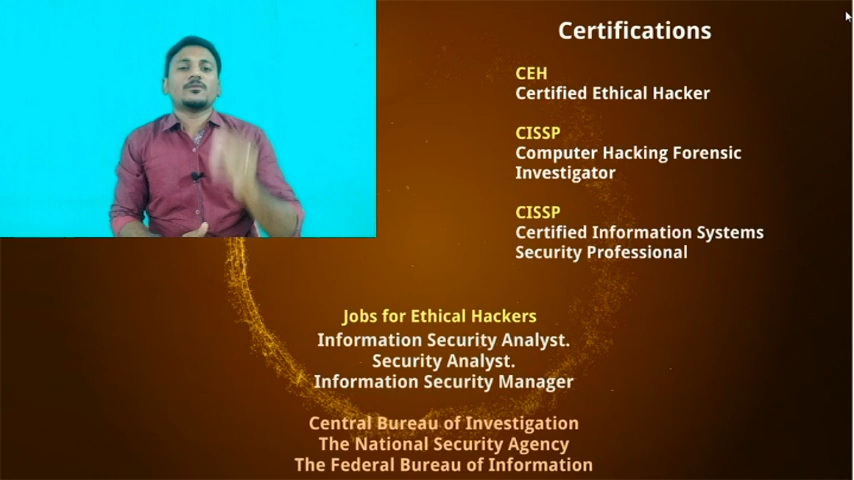 Certifications
CEH
Certified Ethical Hacker
CISSP
Computer Hacking Forensic
Investigator
CISSP
Certified Information Systems
Security Professional
Jobs for Ethical Hackers
Information Security Analyst.
Security Analyst.
Information Security Manager
Central Bureau of Investigation
The National Security Agency
The Federal Bureau of Information